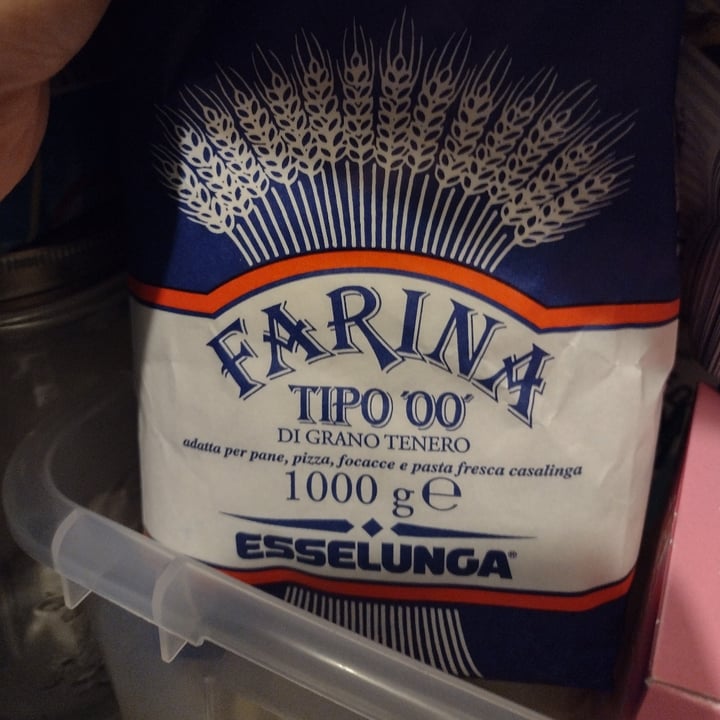 FARINA
TIPO "00"
DI GRANO TENERO
adatta per pane, pizza, focacce e pasta fresca casalinga
1000 g ℮
ESSELUNGA®